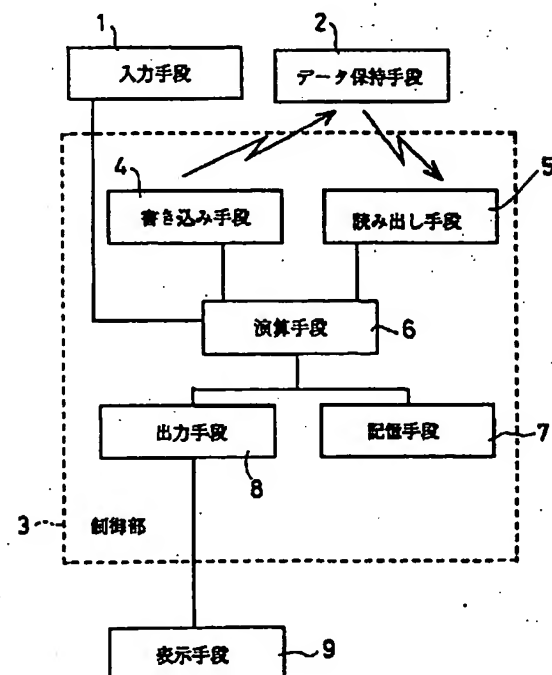 1
2
入力手段
データ保持手段
4
5
書き込み手段
読み出し手段
演算手段
6
出力手段
記憶手段
7
8
3
制御部
表示手段
9